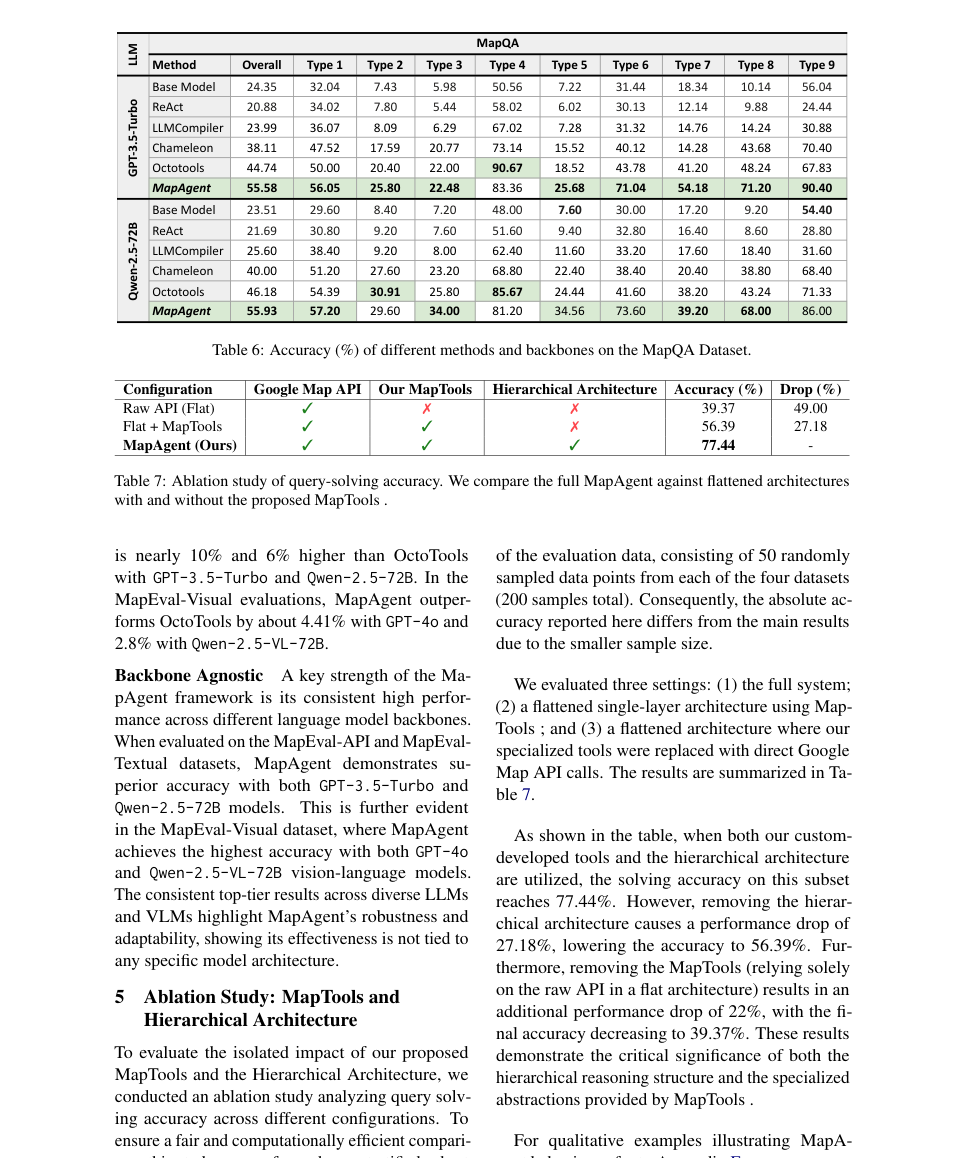 LLM
MapQA
Method Overall Type 1 Type 2 Type 3 Type 4 Type 5 Type 6 Type 7 Type 8 Type 9
GPT-3.5-Turbo
Base Model 24.35 32.04 7.43 5.98 50.56 7.22 31.44 18.34 10.14 56.04
ReAct 20.88 34.02 7.80 5.44 58.02 6.02 30.13 12.14 9.88 24.44
LLMCompiler 23.99 36.07 8.09 6.29 67.02 7.28 31.32 14.76 14.24 30.88
Chameleon 38.11 47.52 17.59 20.77 73.14 15.52 40.12 14.28 43.68 70.40
Octotools 44.74 50.00 20.40 22.00 90.67 18.52 43.78 41.20 48.24 67.83
MapAgent 55.58 56.05 25.80 22.48 83.36 25.68 71.04 54.18 71.20 90.40
Qwen-2.5-72B
Base Model 23.51 29.60 8.40 7.20 48.00 7.60 30.00 17.20 9.20 54.40
ReAct 21.69 30.80 9.20 7.60 51.60 9.40 32.80 16.40 8.60 28.80
LLMCompiler 25.60 38.40 9.20 8.00 62.40 11.60 33.20 17.60 18.40 31.60
Chameleon 40.00 51.20 27.60 23.20 68.80 22.40 38.40 20.40 38.80 68.40
Octotools 46.18 54.39 30.91 25.80 85.67 24.44 41.60 38.20 43.24 71.33
MapAgent 55.93 57.20 29.60 34.00 81.20 34.56 73.60 39.20 68.00 86.00
Table 6: Accuracy (%) of different methods and backbones on the MapQA Dataset.
Configuration Google Map API Our MapTools Hierarchical Architecture Accuracy (%) Drop (%)
Raw API (Flat) ✓ ✗ ✗ 39.37 49.00
Flat + MapTools ✓ ✓ ✗ 56.39 27.18
MapAgent (Ours) ✓ ✓ ✓ 77.44 -
Table 7: Ablation study of query-solving accuracy. We compare the full MapAgent against flattened architectures
with and without the proposed MapTools .
is nearly 10% and 6% higher than OctoTools
with GPT-3.5-Turbo and Qwen-2.5-72B. In the
MapEval-Visual evaluations, MapAgent outper-
forms OctoTools by about 4.41% with GPT-4o and
2.8% with Qwen-2.5-VL-72B.
Backbone Agnostic A key strength of the Ma-
pAgent framework is its consistent high perfor-
mance across different language model backbones.
When evaluated on the MapEval-API and MapEval-
Textual datasets, MapAgent demonstrates su-
perior accuracy with both GPT-3.5-Turbo and
Qwen-2.5-72B models. This is further evident
in the MapEval-Visual dataset, where MapAgent
achieves the highest accuracy with both GPT-4o
and Qwen-2.5-VL-72B vision-language models.
The consistent top-tier results across diverse LLMs
and VLMs highlight MapAgent's robustness and
adaptability, showing its effectiveness is not tied to
any specific model architecture.
5 Ablation Study: MapTools and
Hierarchical Architecture
To evaluate the isolated impact of our proposed
MapTools and the Hierarchical Architecture, we
conducted an ablation study analyzing query solv-
ing accuracy across different configurations. To
ensure a fair and computationally efficient compari-
of the evaluation data, consisting of 50 randomly
sampled data points from each of the four datasets
(200 samples total). Consequently, the absolute ac-
curacy reported here differs from the main results
due to the smaller sample size.
We evaluated three settings: (1) the full system;
(2) a flattened single-layer architecture using Map-
Tools ; and (3) a flattened architecture where our
specialized tools were replaced with direct Google
Map API calls. The results are summarized in Ta-
ble 7.
As shown in the table, when both our custom-
developed tools and the hierarchical architecture
are utilized, the solving accuracy on this subset
reaches 77.44%. However, removing the hierar-
chical architecture causes a performance drop of
27.18%, lowering the accuracy to 56.39%. Fur-
thermore, removing the MapTools (relying solely
on the raw API in a flat architecture) results in an
additional performance drop of 22%, with the fi-
nal accuracy decreasing to 39.37%. These results
demonstrate the critical significance of both the
hierarchical reasoning structure and the specialized
abstractions provided by MapTools .
For qualitative examples illustrating MapA-